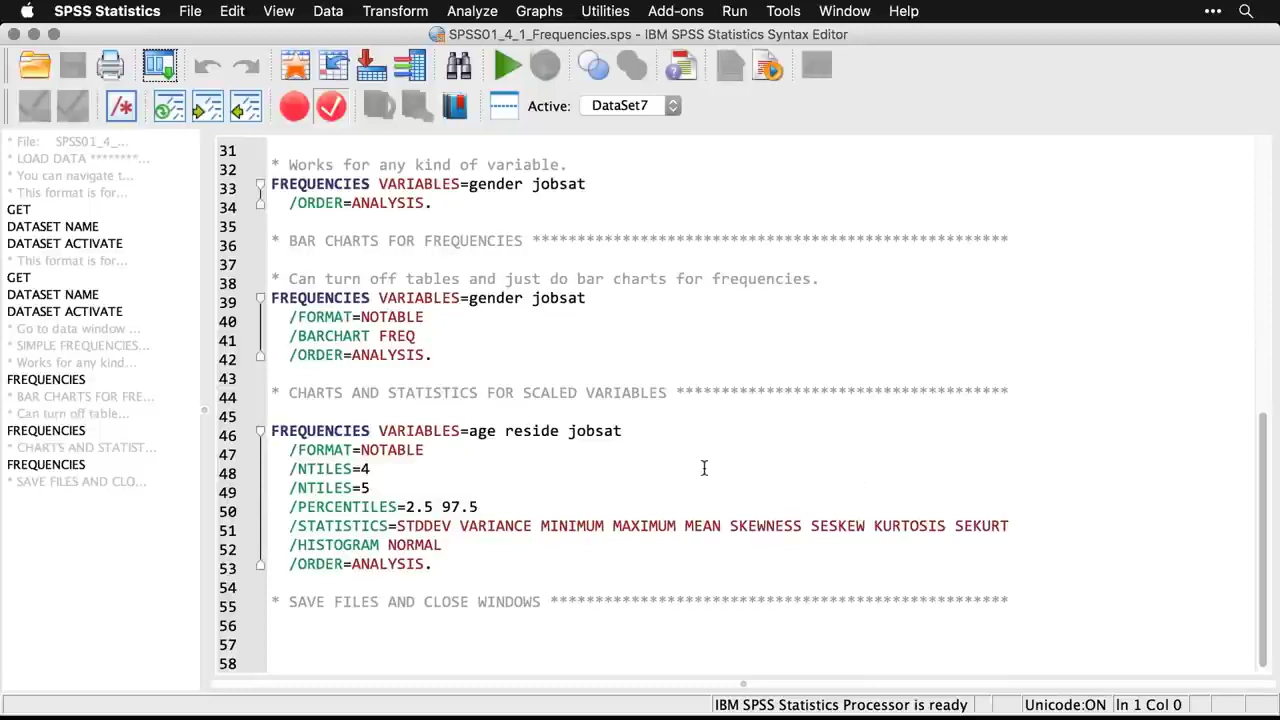 SPSS Statistics File Edit View Data Transform Analyze Graphs Utilities Add-ons Run Tools Window Help
SPSS01_4_1_Frequencies.sps - IBM SPSS Statistics Syntax Editor
Active: DataSet7
* File: SPSS01_4_...
* LOAD DATA ********...
* You can navigate t...
* This format is for...
GET
DATASET NAME
DATASET ACTIVATE
* This format is for...
GET
DATASET NAME
DATASET ACTIVATE
* Go to data window ...
* SIMPLE FREQUENCIES...
* Works for any kind...
FREQUENCIES
* BAR CHARTS FOR FRE...
* Can turn off table...
FREQUENCIES
* CHARTS AND STATIST...
FREQUENCIES
* SAVE FILES AND CLO...
31
32 * Works for any kind of variable.
33 FREQUENCIES VARIABLES=gender jobsat
34 /ORDER=ANALYSIS.
35
36 * BAR CHARTS FOR FREQUENCIES *****************************************************
37
38 * Can turn off tables and just do bar charts for frequencies.
39 FREQUENCIES VARIABLES=gender jobsat
40 /FORMAT=NOTABLE
41 /BARCHART FREQ
42 /ORDER=ANALYSIS.
43
44 * CHARTS AND STATISTICS FOR SCALED VARIABLES *************************************
45
46 FREQUENCIES VARIABLES=age reside jobsat
47 /FORMAT=NOTABLE
48 /NTILES=4
49 /NTILES=5
50 /PERCENTILES=2.5 97.5
51 /STATISTICS=STDDEV VARIANCE MINIMUM MAXIMUM MEAN SKEWNESS SESKEW KURTOSIS SEKURT
52 /HISTOGRAM NORMAL
53 /ORDER=ANALYSIS.
54
55 * SAVE FILES AND CLOSE WINDOWS ***************************************************
56
57
58
IBM SPSS Statistics Processor is ready Unicode:ON In 1 Col 0